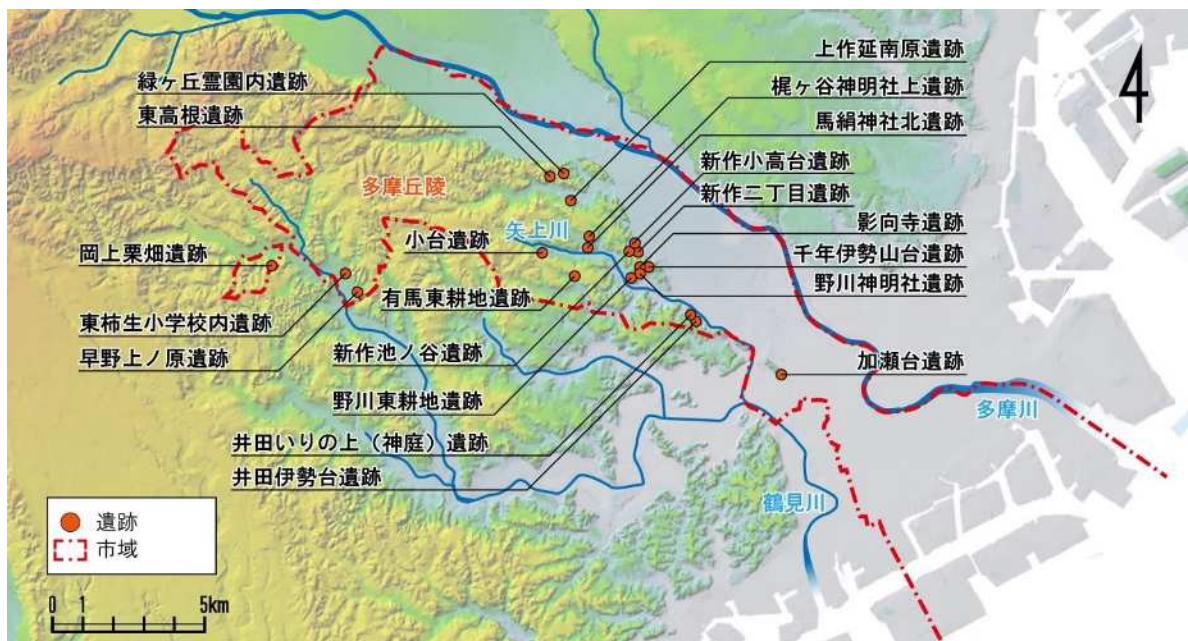 上作延南原遺跡
緑ヶ丘霊園内遺跡
梶ヶ谷神明社上遺跡
東高根遺跡
馬絹神社北遺跡
新作小高台遺跡
多摩丘陵
新作二丁目遺跡
矢上川
影向寺遺跡
小台遺跡
岡上栗畑遺跡
千年伊勢山台遺跡
野川神明社遺跡
有馬東耕地遺跡
東柿生小学校内遺跡
早野上ノ原遺跡
新作池ノ谷遺跡
加瀬台遺跡
野川東耕地遺跡
多摩川
井田いりの上（神庭）遺跡
井田伊勢台遺跡
鶴見川
遺跡
市域
0 1 5km
4